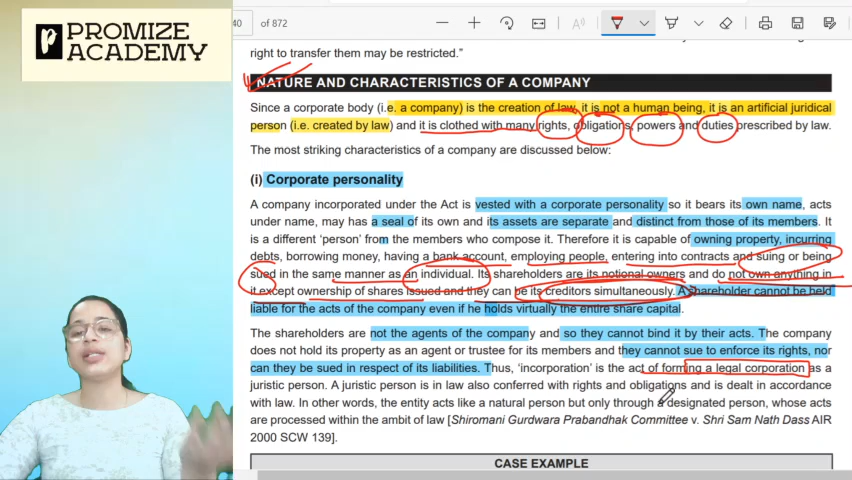 PROMIZE
ACADEMY
40 of 872
right to transfer them may be restricted."
NATURE AND CHARACTERISTICS OF A COMPANY
Since a corporate body (i.e. a company) is the creation of law, it is not a human being, it is an artificial juridical
person (i.e. created by law) and it is clothed with many rights, obligations, powers and duties prescribed by law.
The most striking characteristics of a company are discussed below:
(i) Corporate personality
A company incorporated under the Act is vested with a corporate personality so it bears its own name, acts
under name, may has a seal of its own and its assets are separate and distinct from those of its members. It
is a different 'person' from the members who compose it. Therefore it is capable of owning property, incurring
debts, borrowing money, having a bank account, employing people, entering into contracts and suing or being
sued in the same manner as an individual. Its shareholders are its notional owners and do not own anything in
it except ownership of shares issued and they can be its creditors simultaneously. A shareholder cannot be held
liable for the acts of the company even if he holds virtually the entire share capital.
The shareholders are not the agents of the company and so they cannot bind it by their acts. The company
does not hold its property as an agent or trustee for its members and they cannot sue to enforce its rights, nor
can they be sued in respect of its liabilities. Thus, 'incorporation' is the act of forming a legal corporation as a
juristic person. A juristic person is in law also conferred with rights and obligations and is dealt in accordance
with law. In other words, the entity acts like a natural person but only through a designated person, whose acts
are processed within the ambit of law [Shiromani Gurdwara Prabandhak Committee v. Shri Sam Nath Dass AIR
2000 SCW 139].
CASE EXAMPLE